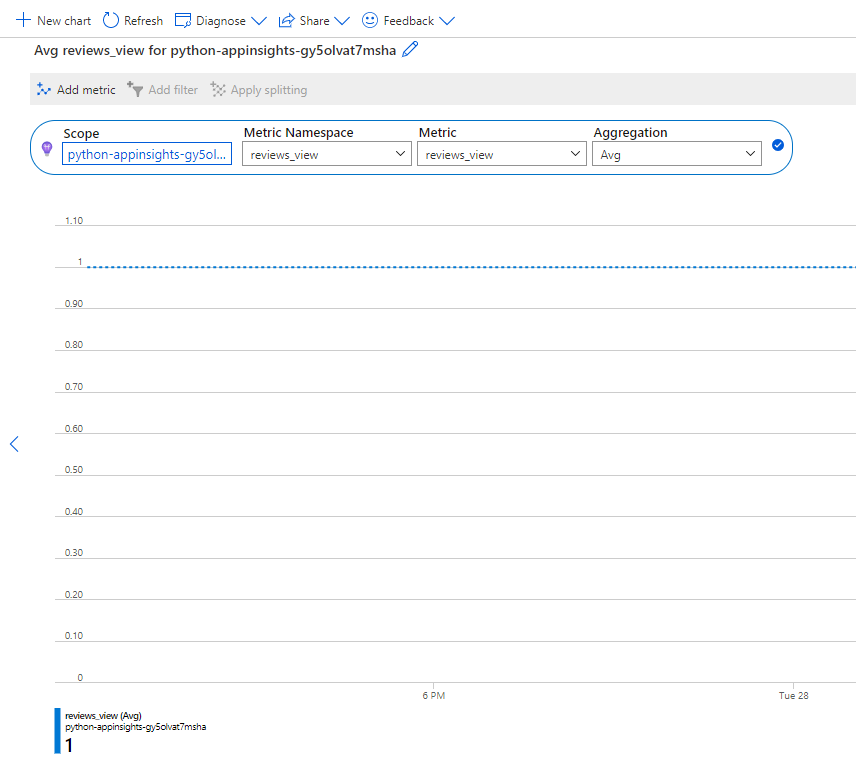 New chart Refresh Diagnose Share Feedback
Avg reviews_view for python-appinsights-gy5olvat7msha
Add metric Add filter Apply splitting
Scope Metric Namespace Metric Aggregation
python-appinsights-gy5ol... reviews_view reviews_view Avg
1.10
1
0.90
0.80
0.70
0.60
0.50
0.40
0.30
0.20
0.10
0
6 PM Tue 28
reviews_view (Avg)
python-appinsights-gy5olvat7msha
1